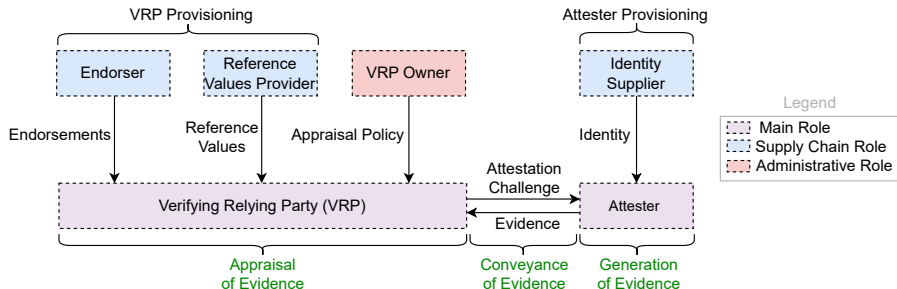 VRP Provisioning
Attester Provisioning
Endorser
Reference
Values Provider
VRP Owner
Identity
Supplier
Legend
Main Role
Supply Chain Role
Administrative Role
Endorsements
Reference
Values
Appraisal Policy
Identity
Attestation
Challenge
Verifying Relying Party (VRP)
Evidence
Attester
Appraisal
of Evidence
Conveyance
of Evidence
Generation
of Evidence